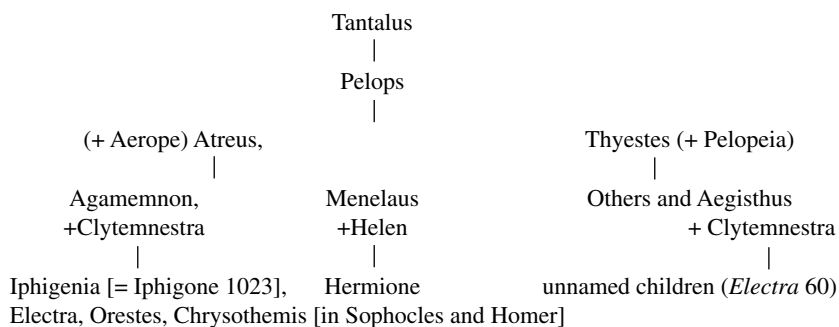 Tantalus
Pelops
(+ Aerope) Atreus, Thyestes (+ Pelopeia)
Agamemnon, Menelaus Others and Aegisthus
+Clytemnestra +Helen + Clytemnestra
Iphigenia [= Iphigone 1023], Hermione unnamed children (Electra 60)
Electra, Orestes, Chrysothemis [in Sophocles and Homer]